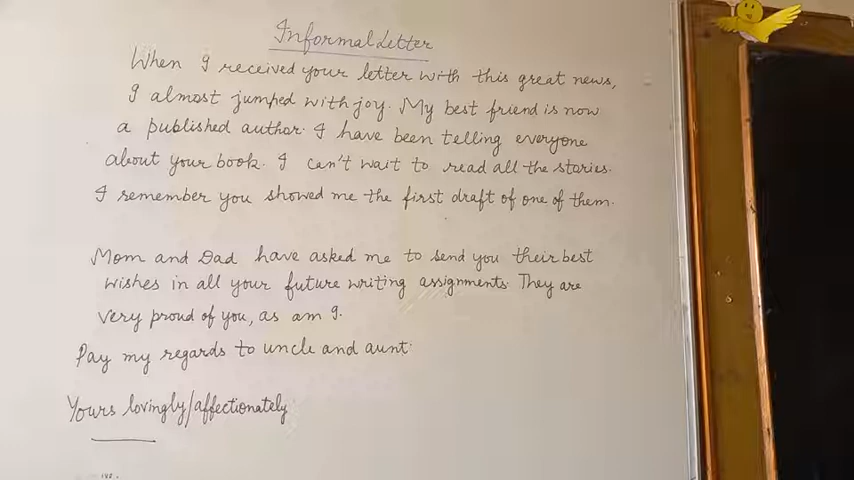 Informal Letter
When I received your letter with this great news,
I almost jumped with joy. My best friend is now
a published author. I have been telling everyone
about your book. I can't wait to read all the stories.
I remember you showed me the first draft of one of them.
Mom and Dad have asked me to send you their best
wishes in all your future writing assignments. They are
very proud of you, as am I.
Pay my regards to uncle and aunt.
Yours lovingly/affectionately